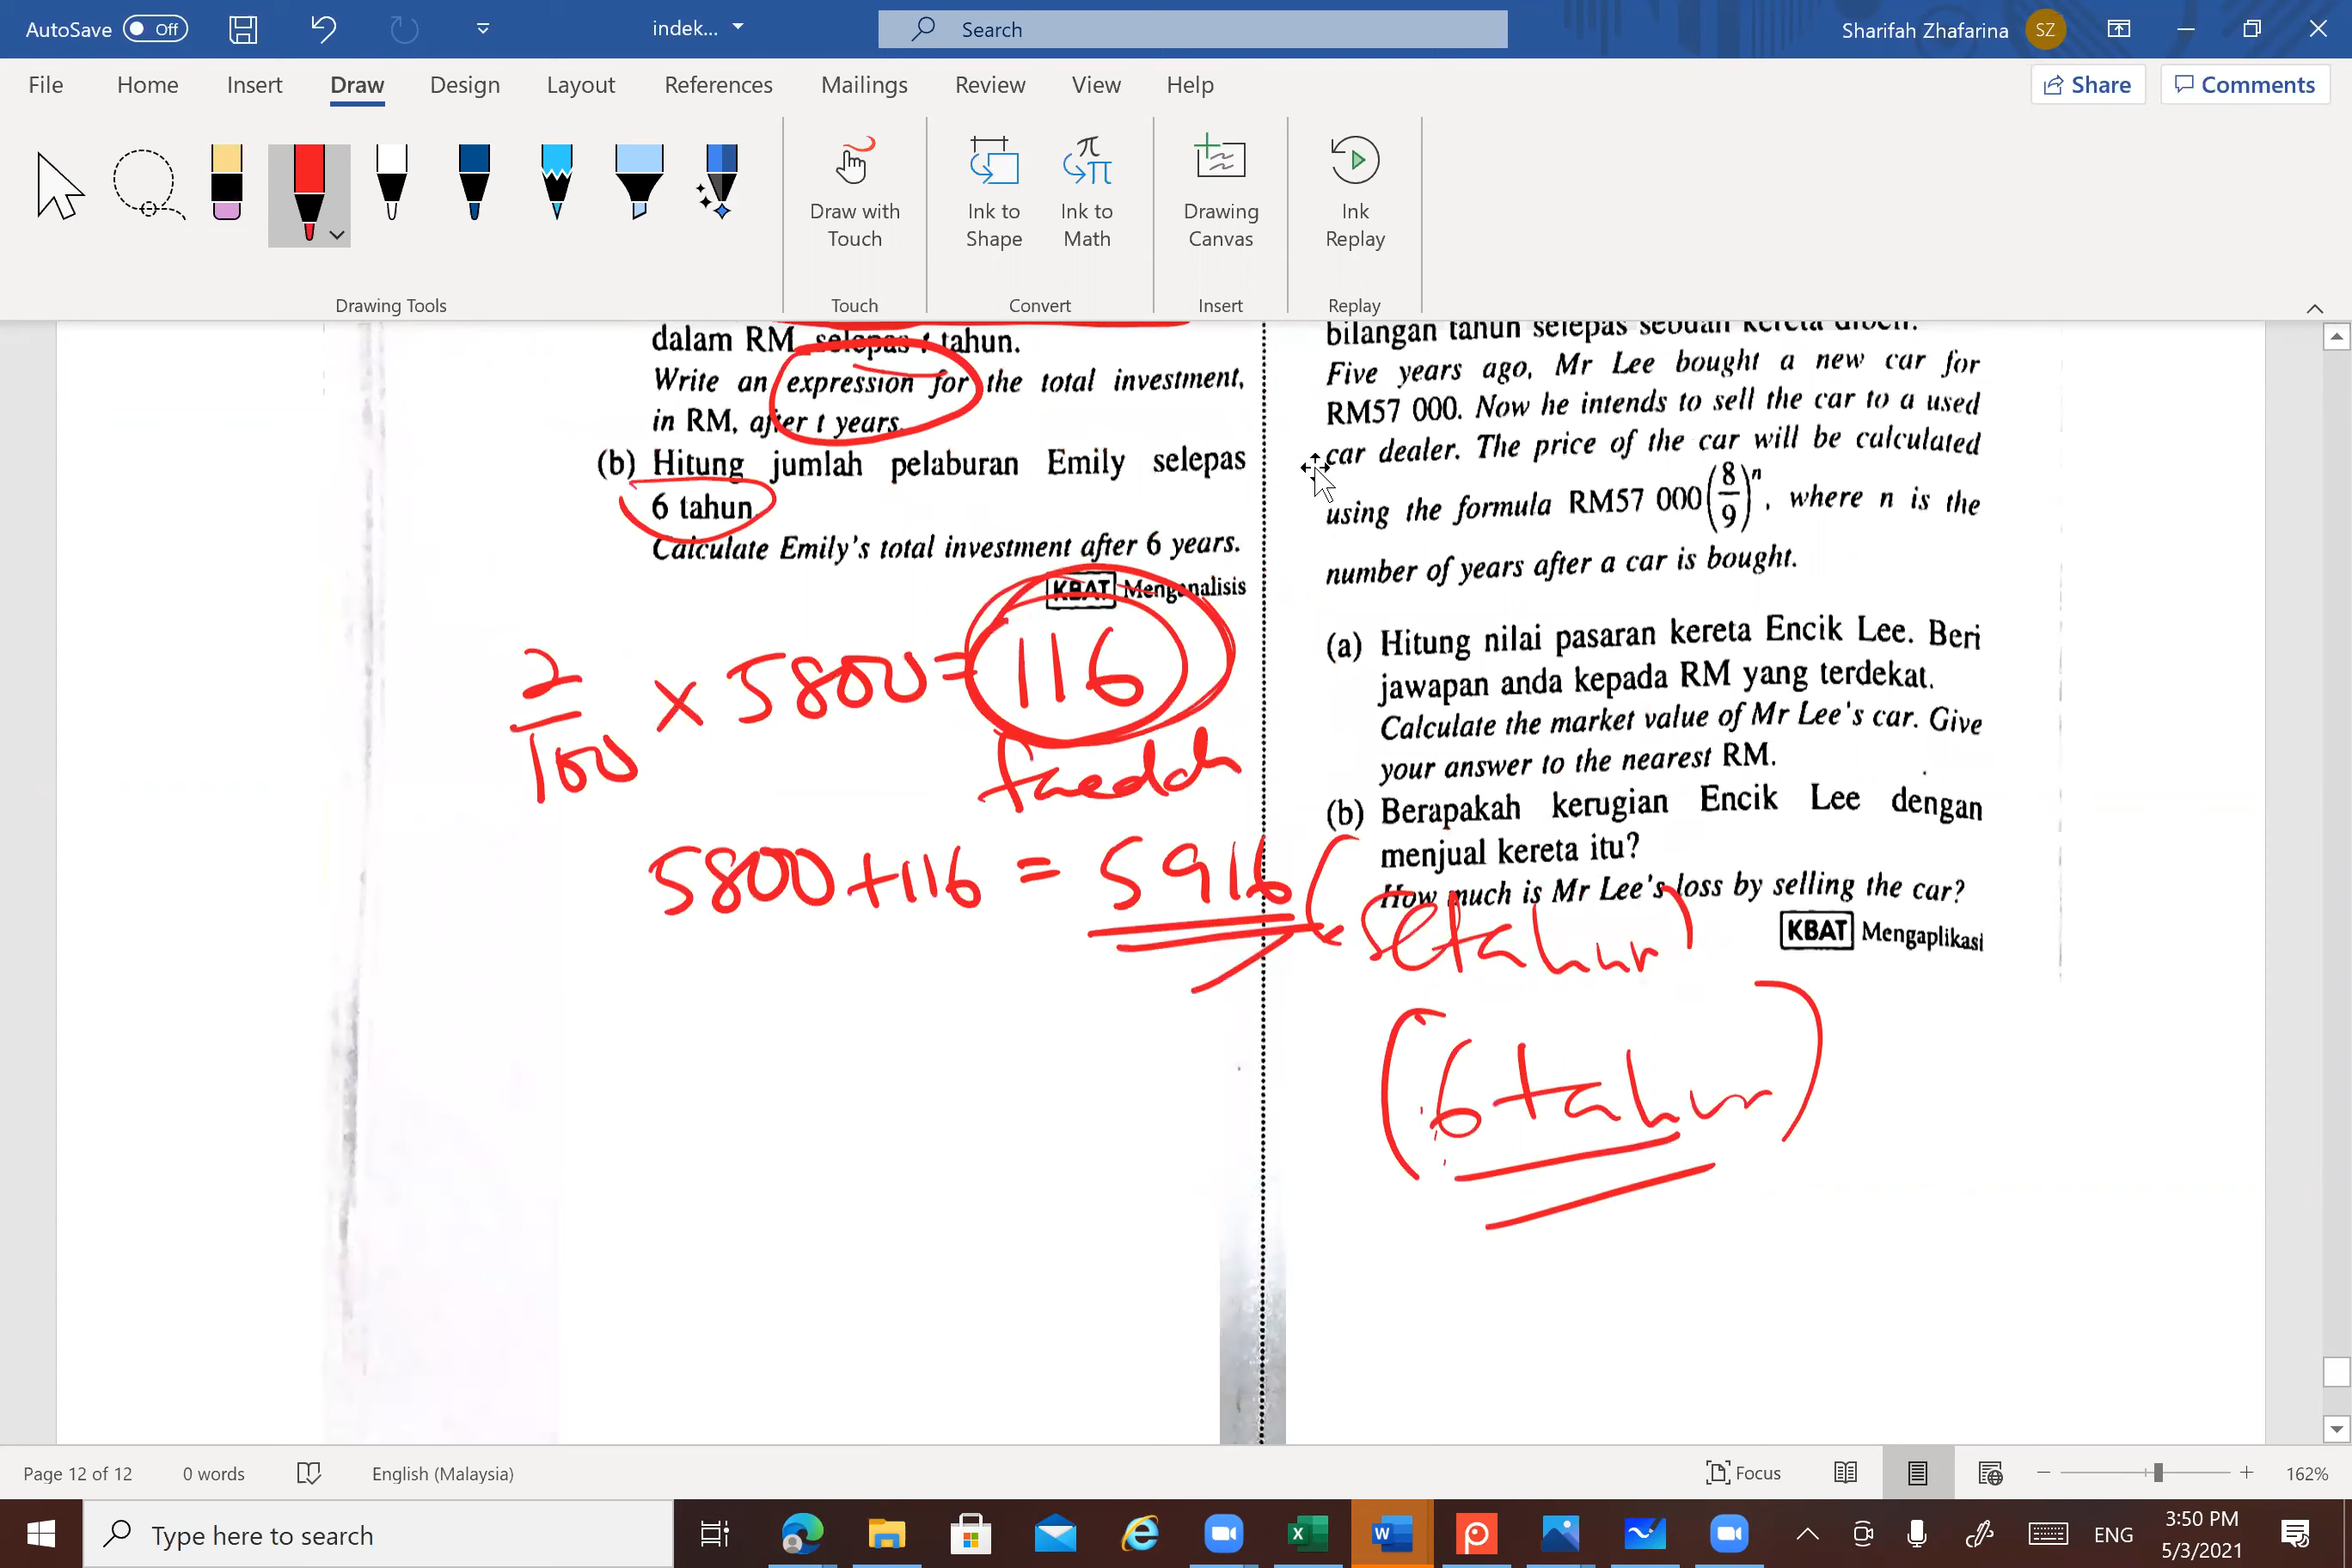 AutoSave Off indek... Search Sharifah Zhafarina SZ
File Home Insert Draw Design Layout References Mailings Review View Help Share Comments
Draw with Touch
Ink to Shape
Ink to Math
Drawing Canvas
Ink Replay
Drawing Tools Touch Convert Insert Replay
dalam RM selepas t tahun.
Write an expression for the total investment,
in RM, after t years.
(b) Hitung jumlah pelaburan Emily selepas
6 tahun
Calculate Emily's total investment after 6 years.
KBAT Menganalisis
2/100 × 5800 = 116
faedah
5800 + 116 = 5916 (setahun)
(6 tahun)
bilangan tahun selepas sebuah kereta dibeli.
Five years ago, Mr Lee bought a new car for
RM57 000. Now he intends to sell the car to a used
car dealer. The price of the car will be calculated
using the formula RM57 000(8/9)^n, where n is the
number of years after a car is bought.
(a) Hitung nilai pasaran kereta Encik Lee. Beri
jawapan anda kepada RM yang terdekat.
Calculate the market value of Mr Lee's car. Give
your answer to the nearest RM.
(b) Berapakah kerugian Encik Lee dengan
menjual kereta itu?
How much is Mr Lee's loss by selling the car?
KBAT Mengaplikasi
Page 12 of 12 0 words English (Malaysia) Focus 162%
Type here to search ENG 3:50 PM
5/3/2021